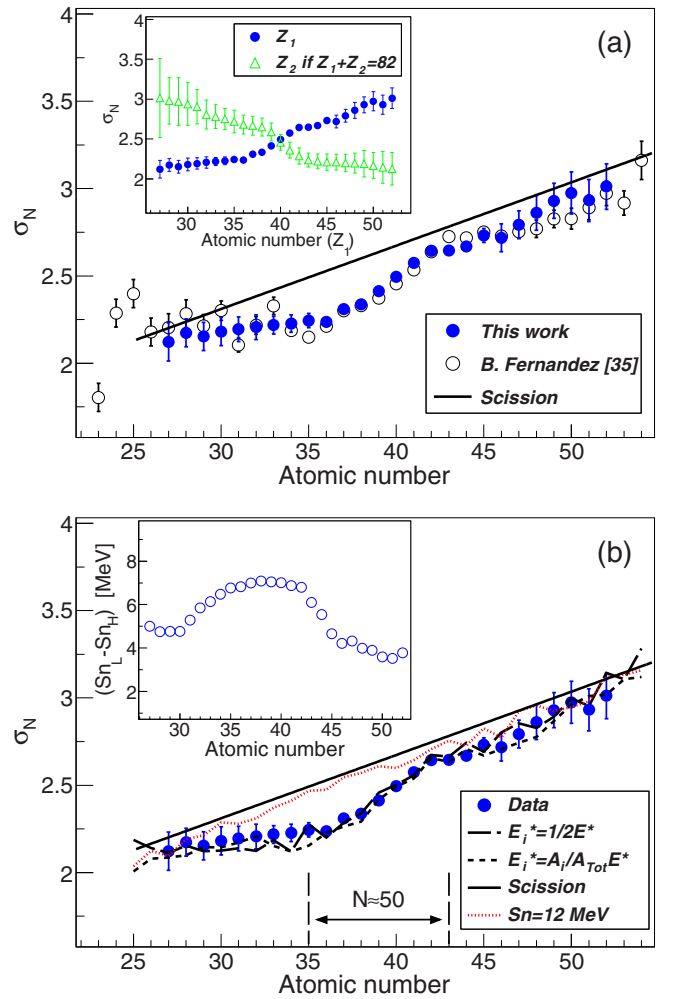 (a)
σN
4
3.5
3
2.5
2
Z1
Z2 if Z1+Z2=82
σN
4
3.5
3
2.5
2
30 35 40 45 50
Atomic number (Z1)
This work
B. Fernandez [35]
Scission
25 30 35 40 45 50
Atomic number
(b)
σN
4
3.5
3
2.5
2
(SnL-SnH) [MeV]
8
6
4
2
30 40 50
Atomic number
Data
Ei*=1/2E*
Ei*=Ai/ATotE*
Scission
Sn=12 MeV
N≈50
25 30 35 40 45 50
Atomic number